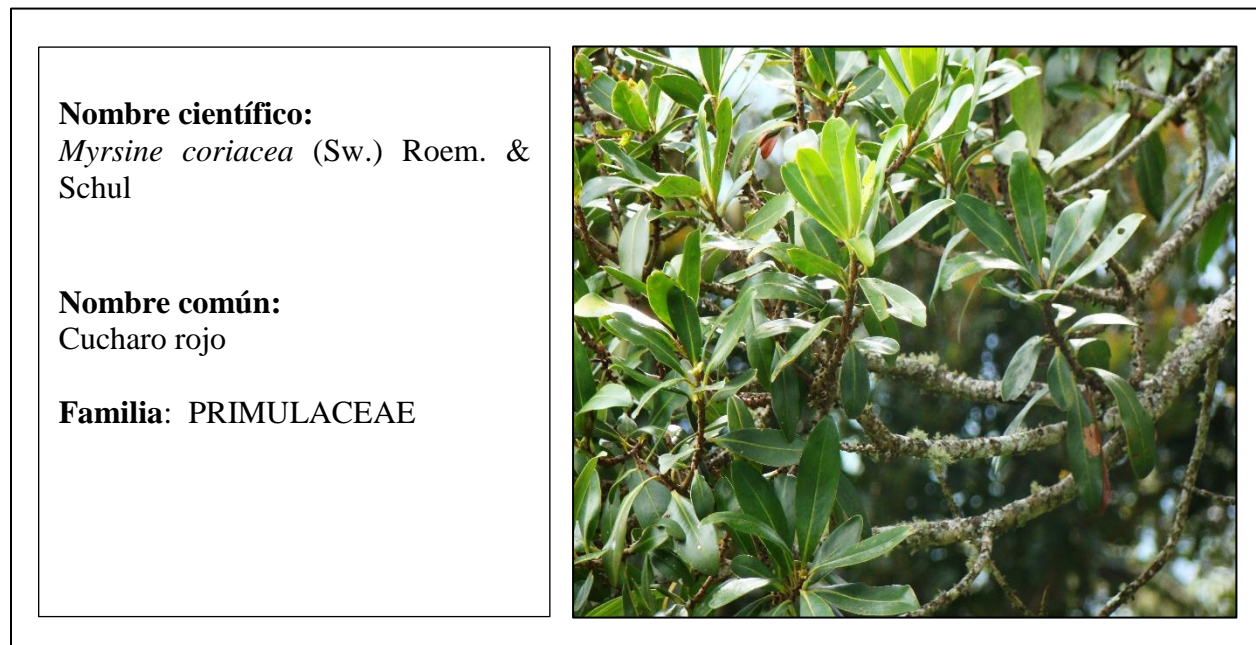 Nombre científico:
Myrsine coriacea (Sw.) Roem. &
Schul
Nombre común:
Cucharo rojo
Familia: PRIMULACEAE